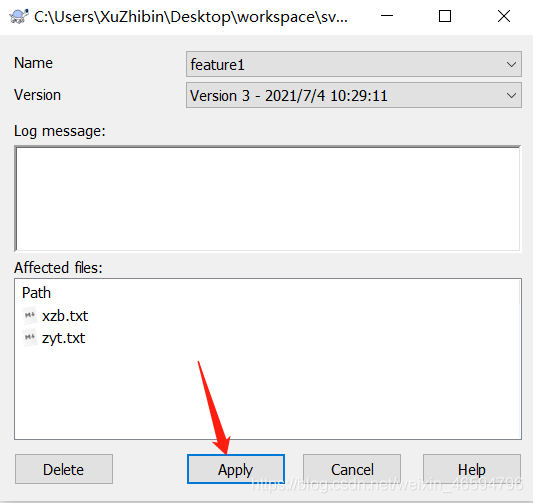 C:\Users\XuZhibin\Desktop\workspace\sv...
Name
feature1
Version
Version 3 - 2021/7/4 10:29:11
Log message:
Affected files:
Path
xzb.txt
zyt.txt
Delete
Apply
Cancel
Help
https://blog.csdn.net/weixin_46594796